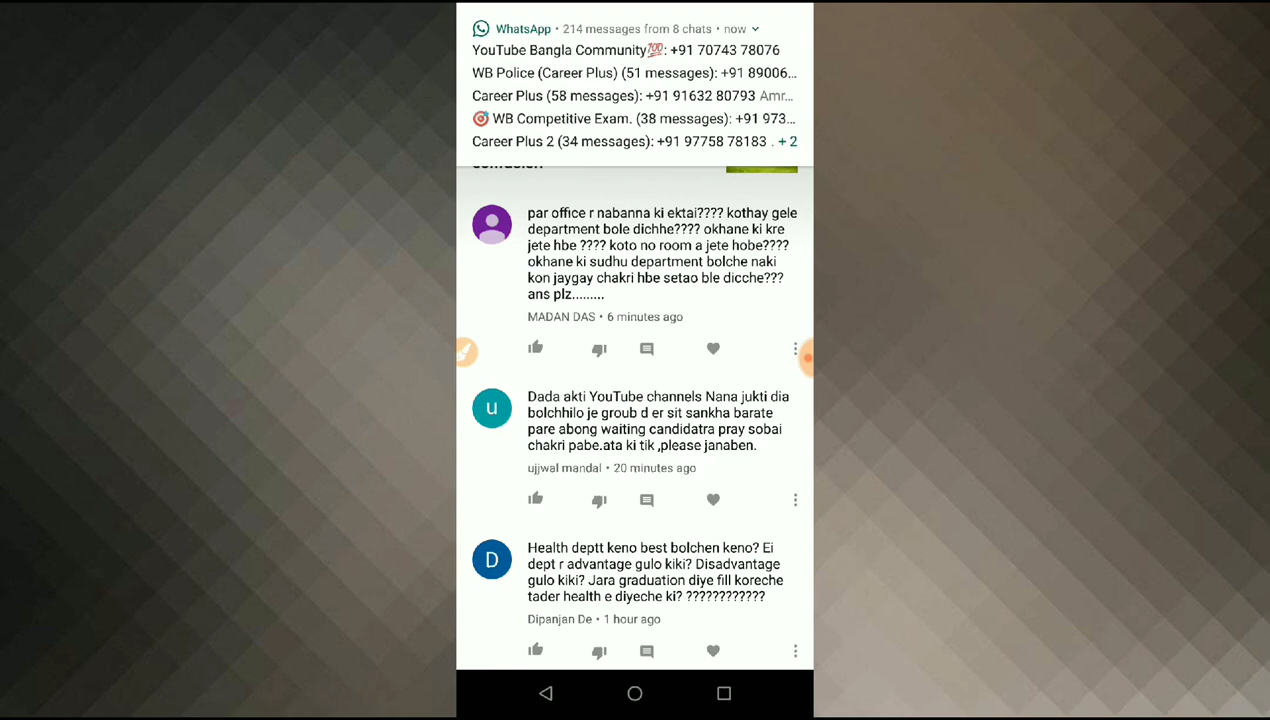 WhatsApp • 214 messages from 8 chats • now
YouTube Bangla Community💯: +91 70743 78076
WB Police (Career Plus) (51 messages): +91 89006...
Career Plus (58 messages): +91 91632 80793 Amr...
🎯 WB Competitive Exam. (38 messages): +91 973...
Career Plus 2 (34 messages): +91 97758 78183 . + 2
par office r nabanna ki ektai???? kothay gele
department bole dichhe???? okhane ki kre
jete hbe ???? koto no room a jete hobe????
okhane ki sudhu department bolche naki
kon jaygay chakri hbe setao ble dicche???
ans plz.........
MADAN DAS • 6 minutes ago
u
Dada akti YouTube channels Nana jukti dia
bolchhilo je groub d er sit sankha barate
pare abong waiting candidatra pray sobai
chakri pabe.ata ki tik ,please janaben.
ujjwal mandal • 20 minutes ago
D
Health deptt keno best bolchen keno? Ei
dept r advantage gulo kiki? Disadvantage
gulo kiki? Jara graduation diye fill koreche
tader health e diyeche ki? ????????????
Dipanjan De • 1 hour ago